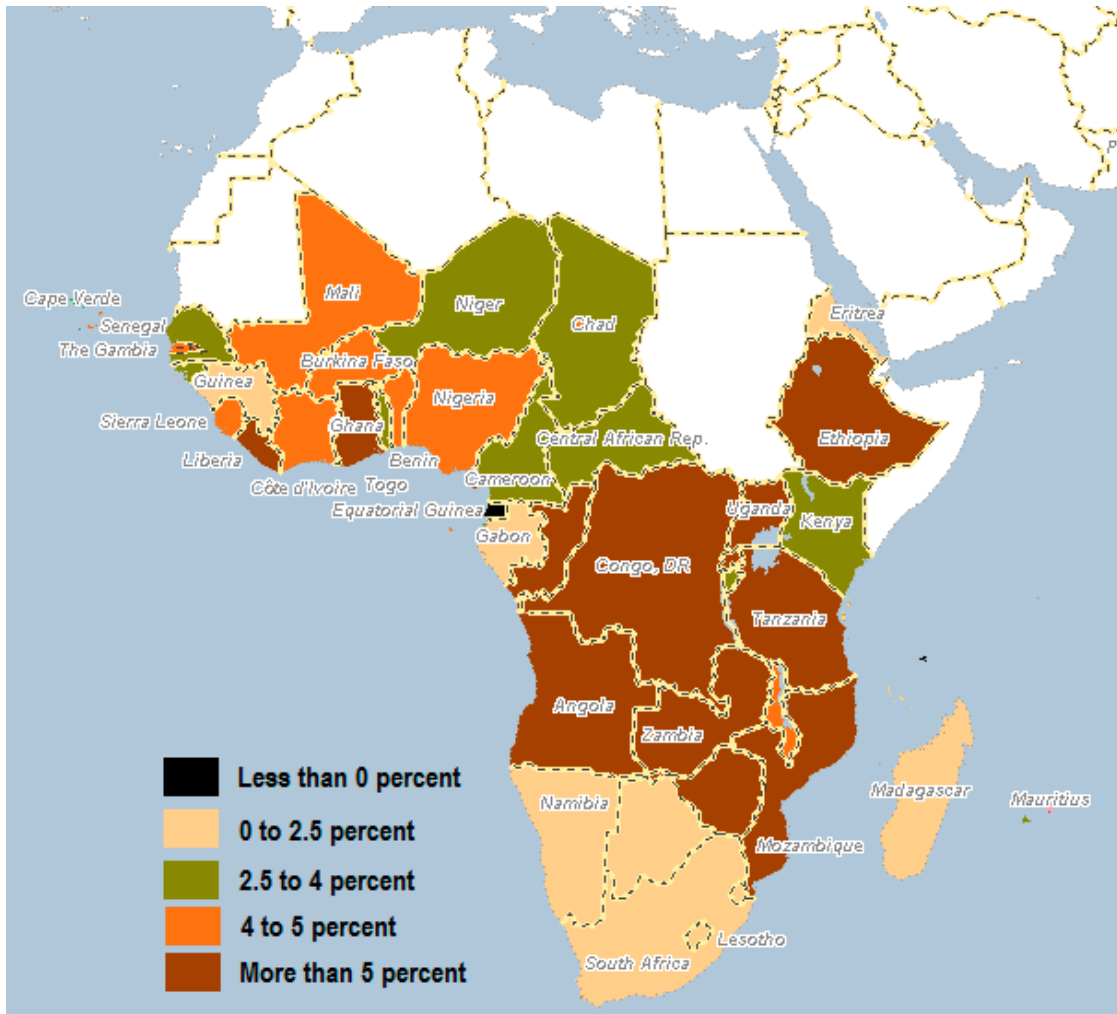 P
Mali
Niger
Cape Verde
Eritrea
Senegal
Chad
The Gambia
Burkina Faso
Guinea
Nigeria
Sierra Leone
Ghana
Ethiopia
Central African Rep.
Liberia
Benin
Cameroon
Côte d'Ivoire
Togo
Equatorial Guinea
Uganda
Kenya
Gabon
Congo, DR
Tanzania
Angola
Zambia
Less than 0 percent
Madagascar
Mauritius
Namibia
0 to 2.5 percent
Mozambique
2.5 to 4 percent
4 to 5 percent
Lesotho
South Africa
More than 5 percent